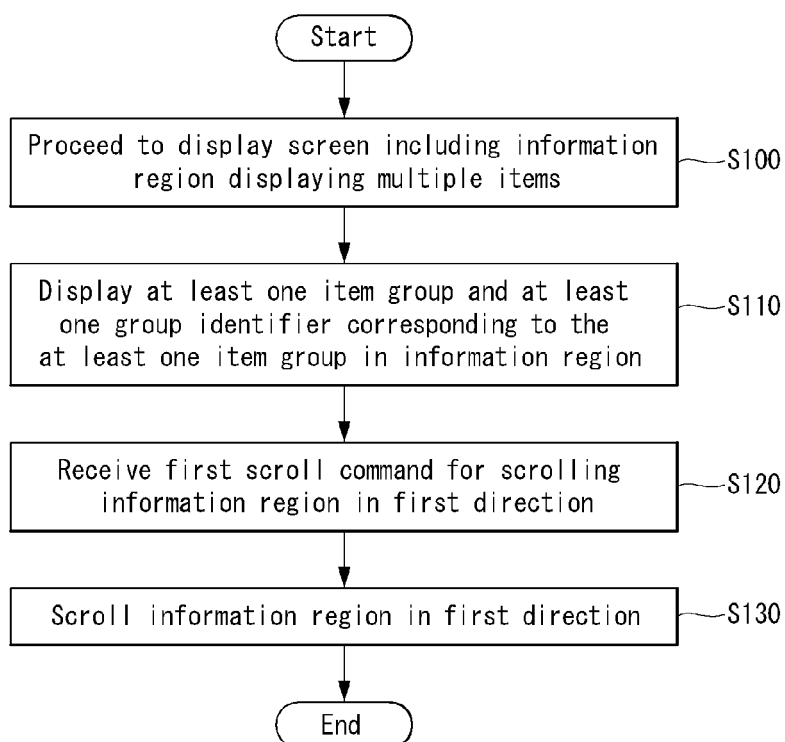 Start
Proceed to display screen including information
region displaying multiple items
S100
Display at least one item group and at least
one group identifier corresponding to the
at least one item group in information region
S110
Receive first scroll command for scrolling
information region in first direction
S120
Scroll information region in first direction
S130
End